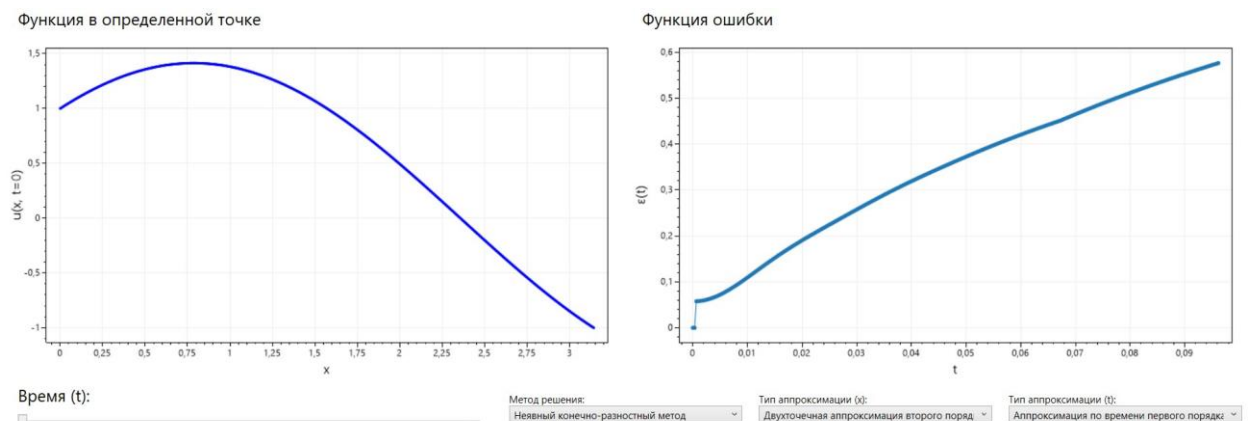 Функция в определенной точке
Функция ошибки
1,5
1
0,5
0
-0,5
-1
u(x, t=0)
0 0,25 0,5 0,75 1 1,25 1,5 1,75 2 2,25 2,5 2,75 3
x
0,6
0,5
0,4
0,3
0,2
0,1
0
ε(t)
0 0,01 0,02 0,03 0,04 0,05 0,06 0,07 0,08 0,09
t
Время (t):
Метод решения:
Неявный конечно-разностный метод
Тип аппроксимации (x):
Двухточечная аппроксимация второго поряд
Тип аппроксимации (t):
Аппроксимация по времени первого порядка